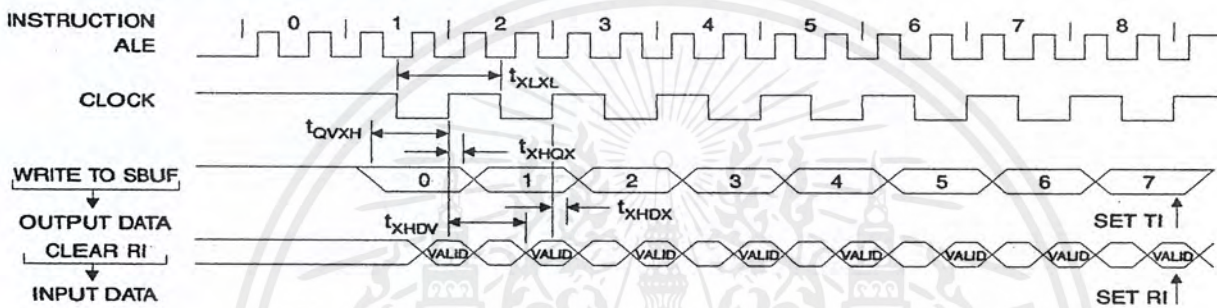 INSTRUCTION | 0 | 1 | 2 | 3 | 4 | 5 | 6 | 7 | 8 |
ALE
tXLXL
CLOCK
tQVXH
tXHQX
WRITE TO SBUF
0 1 2 3 4 5 6 7
OUTPUT DATA
tXHDV
tXHDX
SET TI
CLEAR RI
VALID VALID VALID VALID VALID VALID VALID VALID
INPUT DATA
SET RI